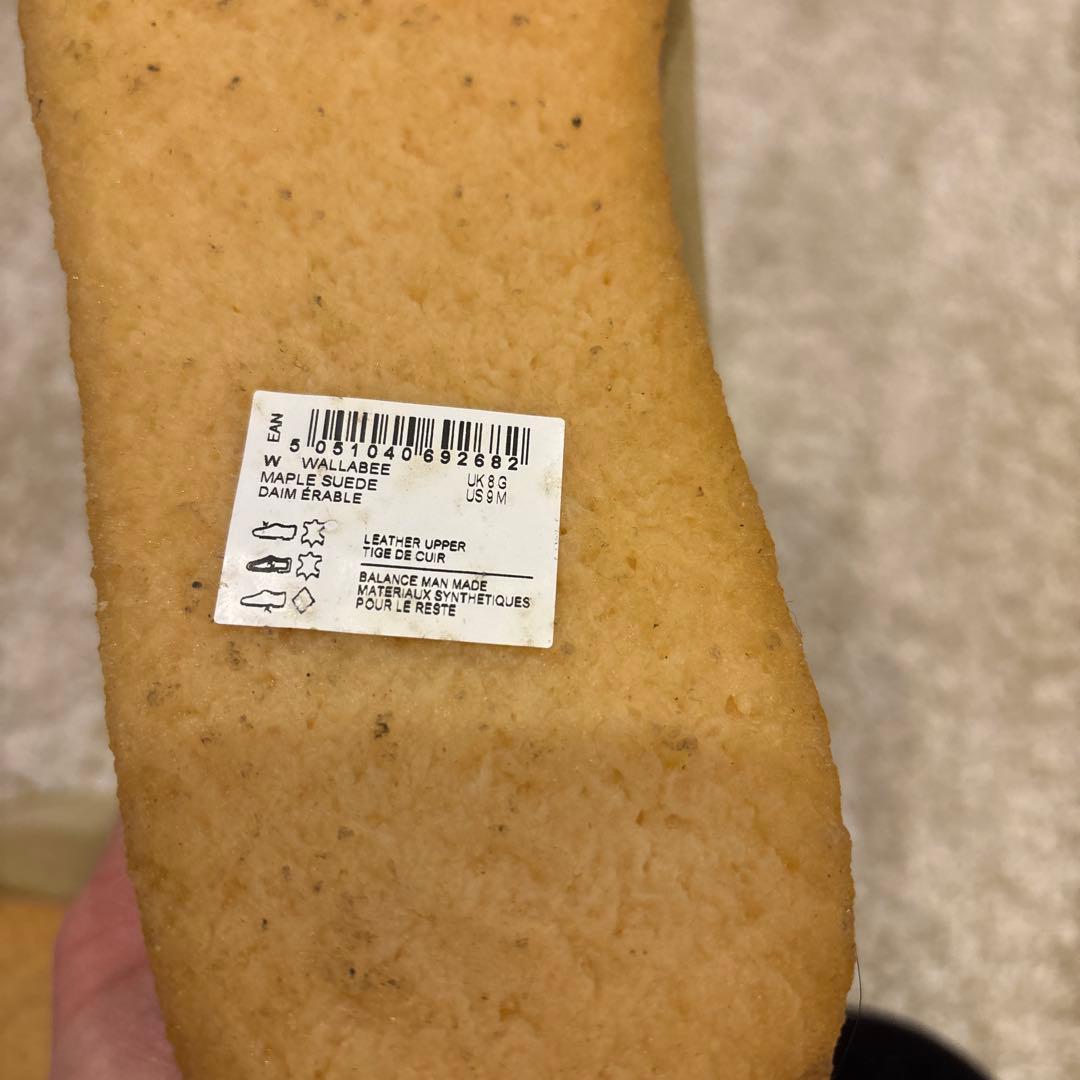 EAN
5 051040 692682
W WALLABEE
MAPLE SUEDE UK 8 G
DAIM ÉRABLE US 9 M
LEATHER UPPER
TIGE DE CUIR
BALANCE MAN MADE
MATERIAUX SYNTHETIQUES
POUR LE RESTE